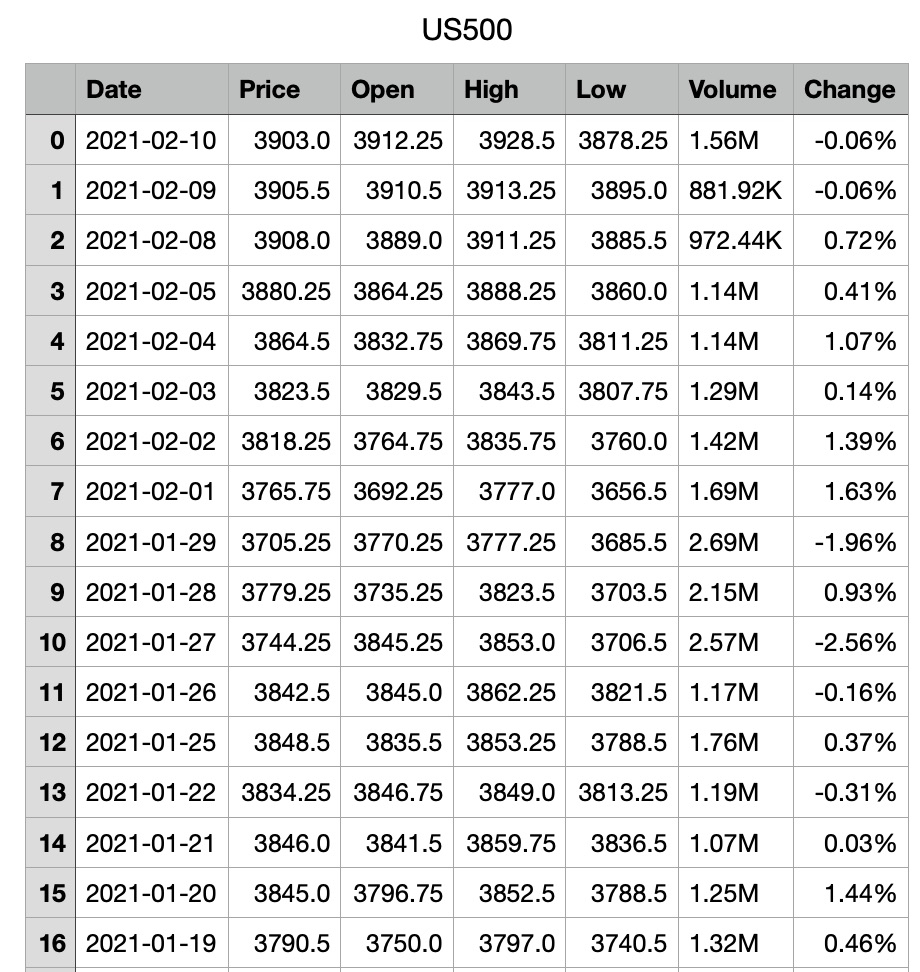 US500
Date Price Open High Low Volume Change
0 2021-02-10 3903.0 3912.25 3928.5 3878.25 1.56M -0.06%
1 2021-02-09 3905.5 3910.5 3913.25 3895.0 881.92K -0.06%
2 2021-02-08 3908.0 3889.0 3911.25 3885.5 972.44K 0.72%
3 2021-02-05 3880.25 3864.25 3888.25 3860.0 1.14M 0.41%
4 2021-02-04 3864.5 3832.75 3869.75 3811.25 1.14M 1.07%
5 2021-02-03 3823.5 3829.5 3843.5 3807.75 1.29M 0.14%
6 2021-02-02 3818.25 3764.75 3835.75 3760.0 1.42M 1.39%
7 2021-02-01 3765.75 3692.25 3777.0 3656.5 1.69M 1.63%
8 2021-01-29 3705.25 3770.25 3777.25 3685.5 2.69M -1.96%
9 2021-01-28 3779.25 3735.25 3823.5 3703.5 2.15M 0.93%
10 2021-01-27 3744.25 3845.25 3853.0 3706.5 2.57M -2.56%
11 2021-01-26 3842.5 3845.0 3862.25 3821.5 1.17M -0.16%
12 2021-01-25 3848.5 3835.5 3853.25 3788.5 1.76M 0.37%
13 2021-01-22 3834.25 3846.75 3849.0 3813.25 1.19M -0.31%
14 2021-01-21 3846.0 3841.5 3859.75 3836.5 1.07M 0.03%
15 2021-01-20 3845.0 3796.75 3852.5 3788.5 1.25M 1.44%
16 2021-01-19 3790.5 3750.0 3797.0 3740.5 1.32M 0.46%